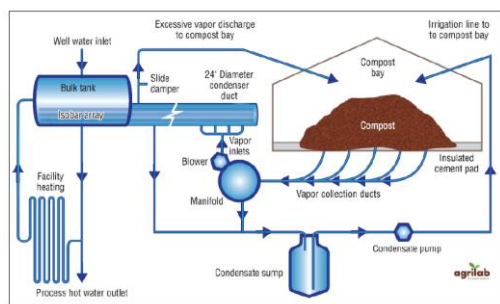 Excessive vapor discharge
to compost bay
Irrigation line to
to compost bay
Well water inlet
Slide
damper
24' Diameter
condenser
duct
Compost
bay
Bulk tank
Isobar array
Compost
Vapor
inlets
Blower
Insulated
cement pad
Facility
heating
Manifold
Vapor collection ducts
Condensate pump
Condensate sump
Process hot water outlet
agrilab